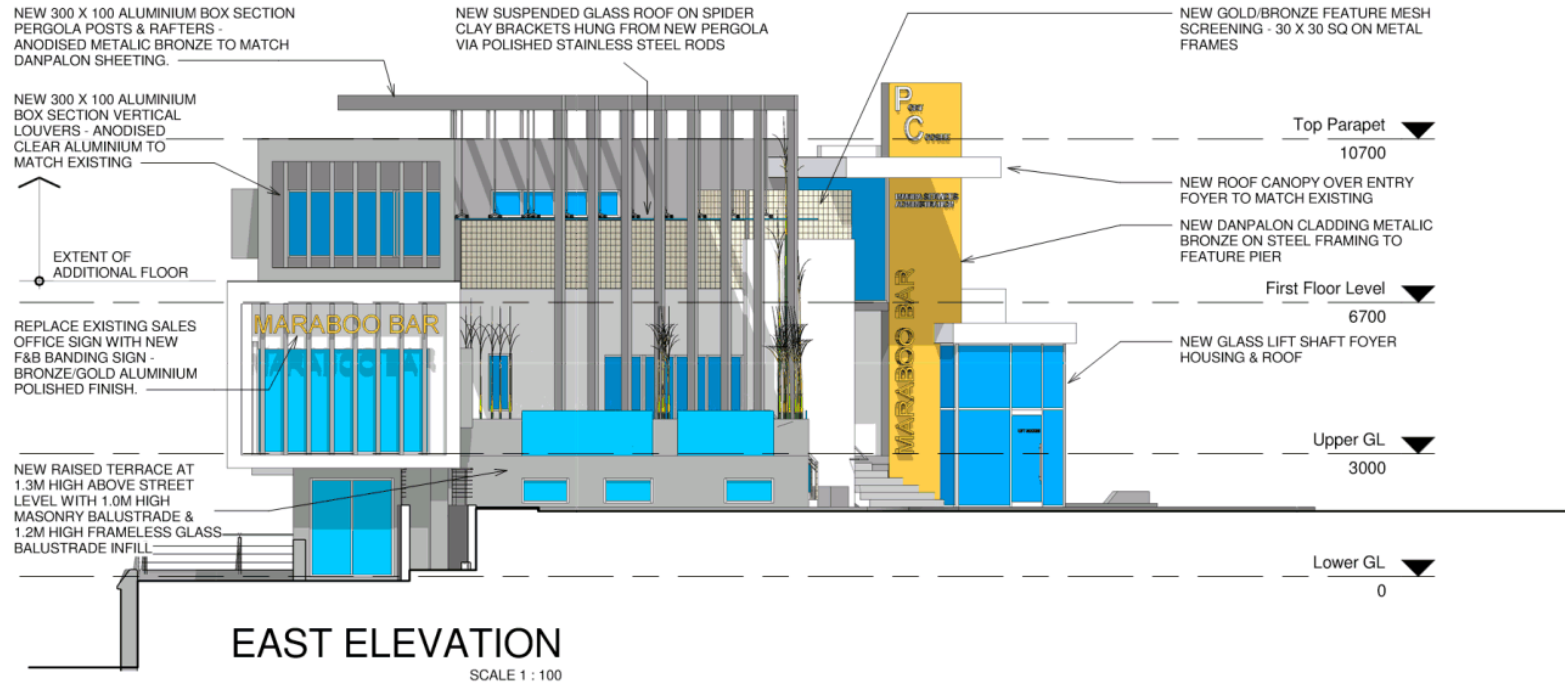 NEW 300 X 100 ALUMINIUM BOX SECTION
PERGOLA POSTS & RAFTERS -
ANODISED METALIC BRONZE TO MATCH
DANPALON SHEETING.
NEW SUSPENDED GLASS ROOF ON SPIDER
CLAY BRACKETS HUNG FROM NEW PERGOLA
VIA POLISHED STAINLESS STEEL RODS
NEW GOLD/BRONZE FEATURE MESH
SCREENING - 30 X 30 SQ ON METAL
FRAMES
NEW 300 X 100 ALUMINIUM
BOX SECTION VERTICAL
LOUVERS - ANODISED
CLEAR ALUMINIUM TO
MATCH EXISTING
P
C
Top Parapet
10700
NEW ROOF CANOPY OVER ENTRY
FOYER TO MATCH EXISTING
NEW DANPALON CLADDING METALIC
BRONZE ON STEEL FRAMING TO
FEATURE PIER
EXTENT OF
ADDITIONAL FLOOR
First Floor Level
6700
REPLACE EXISTING SALES
OFFICE SIGN WITH NEW
F&B BANDING SIGN -
BRONZE/GOLD ALUMINIUM
POLISHED FINISH.
MARABOO BAR
MARABOO BAR
NEW GLASS LIFT SHAFT FOYER
HOUSING & ROOF
Upper GL
3000
NEW RAISED TERRACE AT
1.3M HIGH ABOVE STREET
LEVEL WITH 1.0M HIGH
MASONRY BALUSTRADE &
1.2M HIGH FRAMELESS GLASS
BALUSTRADE INFILL
Lower GL
0
EAST ELEVATION
SCALE 1 : 100